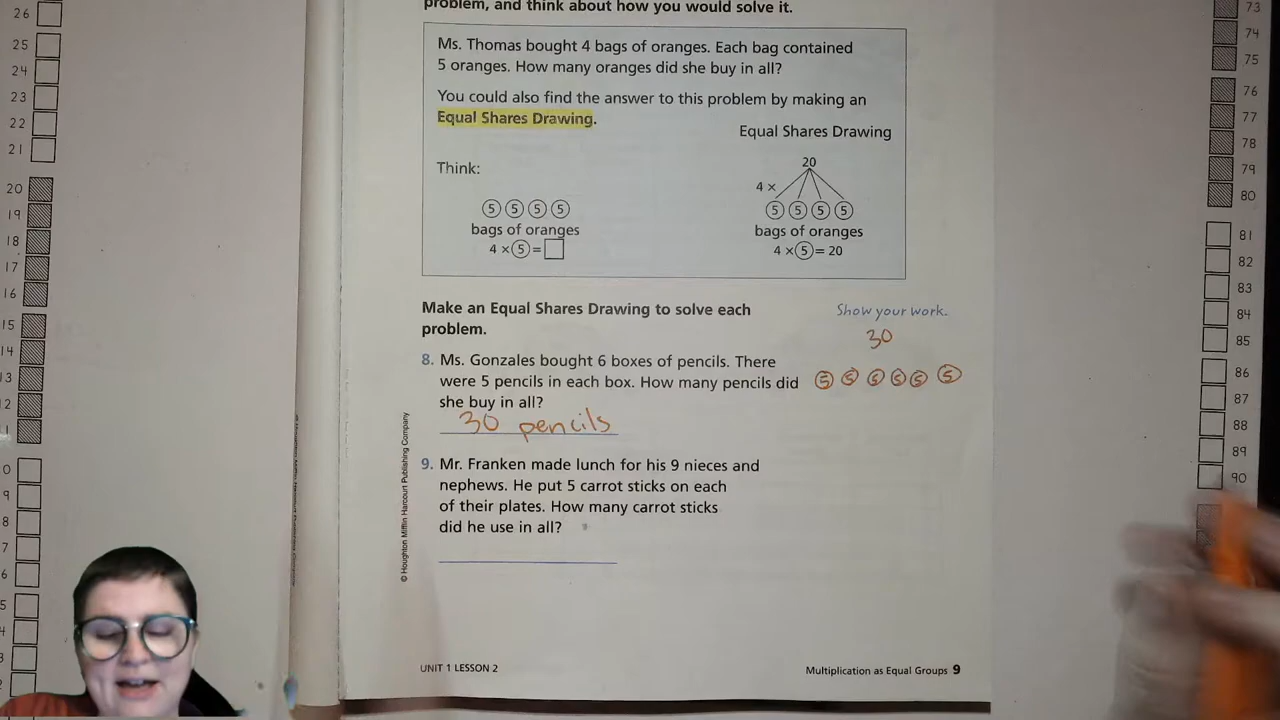 problem, and think about how you would solve it.
Ms. Thomas bought 4 bags of oranges. Each bag contained
5 oranges. How many oranges did she buy in all?
You could also find the answer to this problem by making an
Equal Shares Drawing.
Equal Shares Drawing
Think:
20
4 ×
5 5 5 5
5 5 5 5
bags of oranges
bags of oranges
4 × 5 = □
4 × 5 = 20
Make an Equal Shares Drawing to solve each
problem.
Show your work.
30
8. Ms. Gonzales bought 6 boxes of pencils. There
were 5 pencils in each box. How many pencils did
she buy in all?
5 5 5 5 5 5
30 pencils
9. Mr. Franken made lunch for his 9 nieces and
nephews. He put 5 carrot sticks on each
of their plates. How many carrot sticks
did he use in all?
© Houghton Mifflin Harcourt Publishing Company
UNIT 1 LESSON 2
Multiplication as Equal Groups 9
26
25
24
23
22
21
20
19
18
17
16
15
14
13
12
1
0
9
8
7
6
5
4
3
2
73
74
75
76
77
78
79
80
81
82
83
84
85
86
87
88
89
90